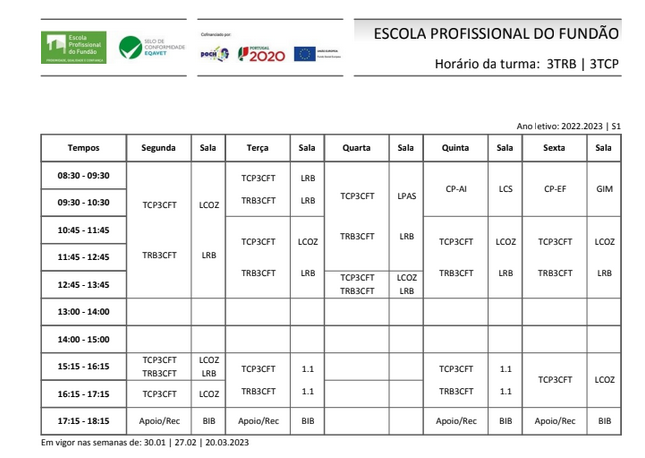 Escola
Profissional
do Fundão
SELO DE
CONFORMIDADE
EQAVET
Cofinanciado por:
POCH
PORTUGAL
2020
UNIÃO EUROPEIA
Fundo Social Europeu
ESCOLA PROFISSIONAL DO FUNDÃO
Horário da turma: 3TRB | 3TCP
Ano letivo: 2022.2023 | S1
Tempos Segunda Sala Terça Sala Quarta Sala Quinta Sala Sexta Sala
08:30 - 09:30
TCP3CFT LRB
CP-AI LCS CP-EF GIM
09:30 - 10:30
TRB3CFT LRB
TCP3CFT LCOZ
TCP3CFT LPAS
10:45 - 11:45
TCP3CFT LCOZ
TRB3CFT LRB
TCP3CFT LCOZ
TCP3CFT LCOZ
11:45 - 12:45
TRB3CFT LRB
TRB3CFT LRB
TRB3CFT LRB
TRB3CFT LRB
12:45 - 13:45
TCP3CFT LCOZ
TRB3CFT LRB
13:00 - 14:00
14:00 - 15:00
15:15 - 16:15
TCP3CFT LCOZ
TRB3CFT LRB
TCP3CFT 1.1
TCP3CFT 1.1
TCP3CFT LCOZ
16:15 - 17:15
TCP3CFT LCOZ
TRB3CFT 1.1
TRB3CFT 1.1
17:15 - 18:15 Apoio/Rec BIB Apoio/Rec BIB Apoio/Rec BIB Apoio/Rec BIB
Em vigor nas semanas de: 30.01 | 27.02 | 20.03.2023